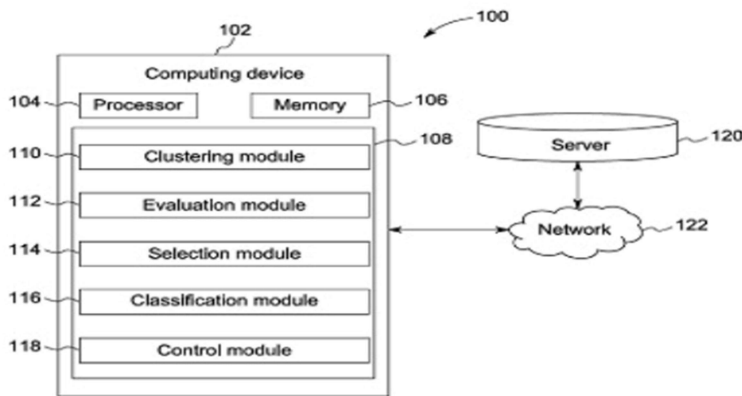 102
100
Computing device
104 Processor Memory 106
108
110 Clustering module
Server 120
112 Evaluation module
Network 122
114 Selection module
116 Classification module
118 Control module